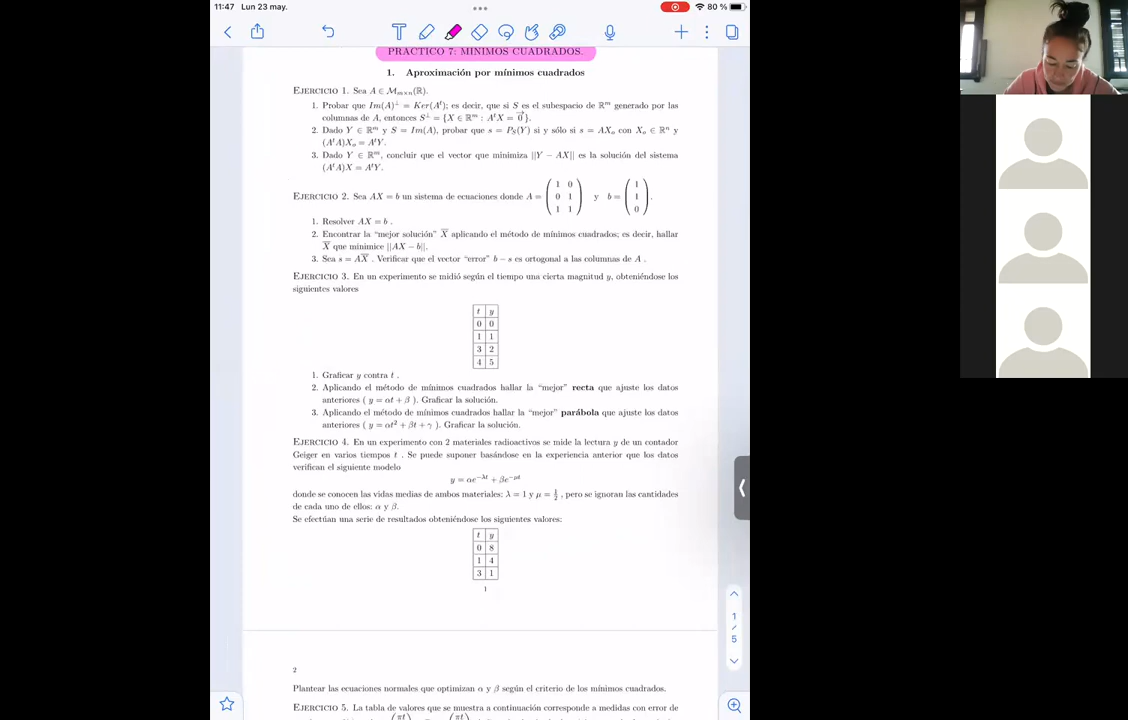 11:47 Lun 23 may.
80 %
PRÁCTICO 7: MÍNIMOS CUADRADOS.
1. Aproximación por mínimos cuadrados
EJERCICIO 1. Sea A ∈ M_{m×n}(ℝ).
1. Probar que Im(A)^⊥ = Ker(A^t); es decir, que si S es el subespacio de ℝ^m generado por las
columnas de A, entonces S^⊥ = {X ∈ ℝ^m : A^tX = 0⃗}.
2. Dado Y ∈ ℝ^m y S = Im(A), probar que s = P_S(Y) si y sólo si s = AX_o con X_o ∈ ℝ^n y
(A^tA)X_o = A^tY.
3. Dado Y ∈ ℝ^m, concluir que el vector que minimiza ||Y − AX|| es la solución del sistema
(A^tA)X = A^tY.
EJERCICIO 2. Sea AX = b un sistema de ecuaciones donde A = (1 0 / 0 1 / 1 1) y b = (1 / 1 / 0).
1. Resolver AX = b .
2. Encontrar la “mejor solución” X̅ aplicando el método de mínimos cuadrados; es decir, hallar
X̅ que minimice ||AX − b||.
3. Sea s = AX̅ . Verificar que el vector “error” b − s es ortogonal a las columnas de A .
EJERCICIO 3. En un experimento se midió según el tiempo una cierta magnitud y, obteniéndose los
siguientes valores
t y
0 0
1 1
3 2
4 5
1. Graficar y contra t .
2. Aplicando el método de mínimos cuadrados hallar la “mejor” recta que ajuste los datos
anteriores ( y = αt + β ). Graficar la solución.
3. Aplicando el método de mínimos cuadrados hallar la “mejor” parábola que ajuste los datos
anteriores ( y = αt² + βt + γ ). Graficar la solución.
EJERCICIO 4. En un experimento con 2 materiales radioactivos se mide la lectura y de un contador
Geiger en varios tiempos t . Se puede suponer basándose en la experiencia anterior que los datos
verifican el siguiente modelo
y = αe^{−λt} + βe^{−μt}
donde se conocen las vidas medias de ambos materiales: λ = 1 y μ = 1/2 , pero se ignoran las cantidades
de cada uno de ellos: α y β.
Se efectúan una serie de resultados obteniéndose los siguientes valores:
t y
0 8
1 4
3 1
1
1
/
5
2
Plantear las ecuaciones normales que optimizan α y β según el criterio de los mínimos cuadrados.
EJERCICIO 5. La tabla de valores que se muestra a continuación corresponde a medidas con error de